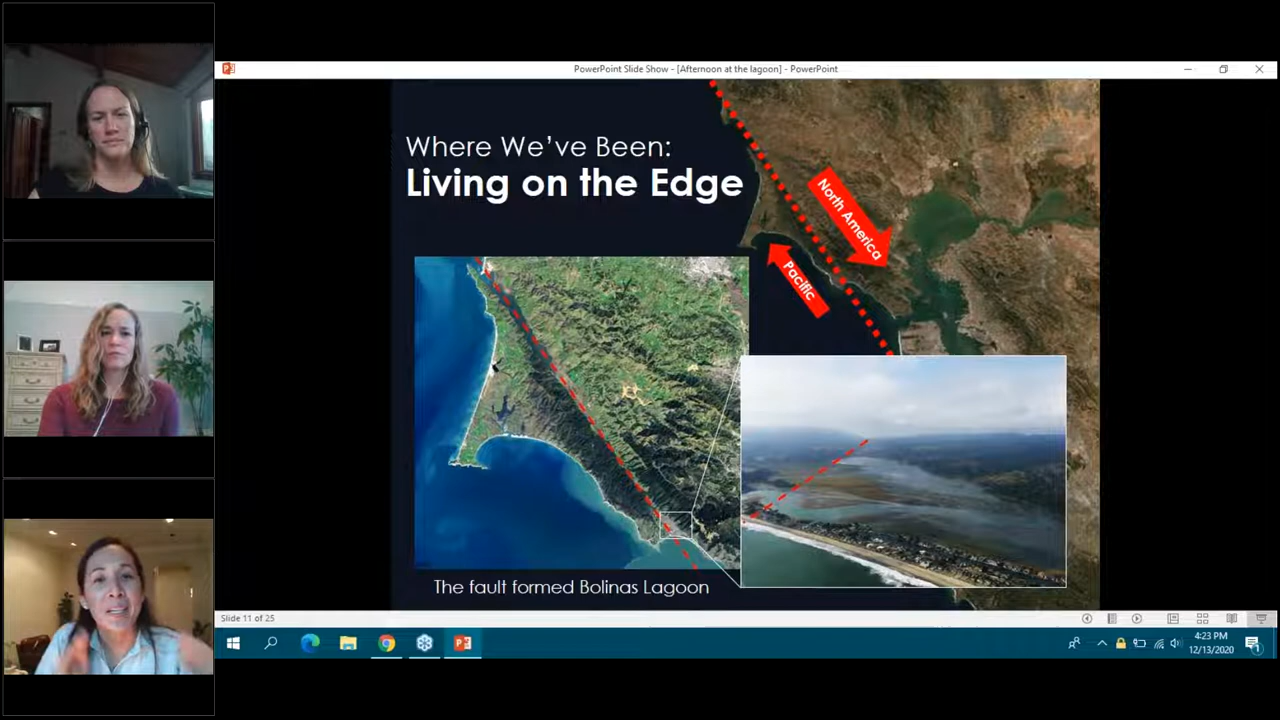 PowerPoint Slide Show - [Afternoon at the lagoon] - PowerPoint
Where We've Been:
Living on the Edge
North America
Pacific
The fault formed Bolinas Lagoon
Slide 11 of 25
4:23 PM
12/13/2020